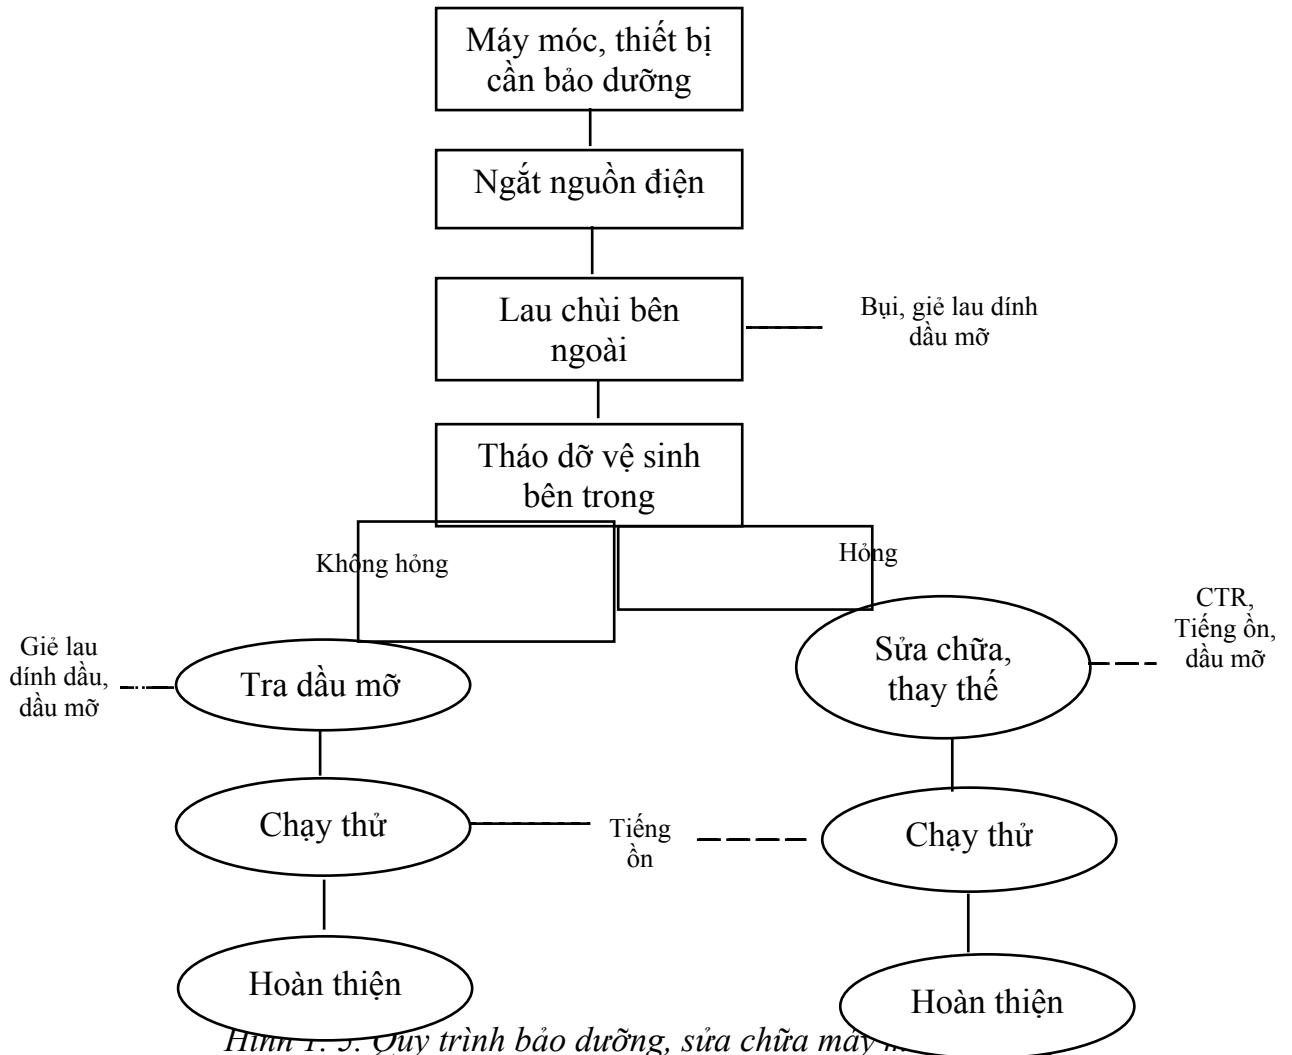 Máy móc, thiết bị
cần bảo dưỡng
Ngắt nguồn điện
Lau chùi bên
ngoài
Bụi, giẻ lau dính
dầu mỡ
Tháo dỡ vệ sinh
bên trong
Không hỏng
Hỏng
CTR,
Tiếng ồn,
dầu mỡ
Giẻ lau
dính dầu,
dầu mỡ
Tra dầu mỡ
Sửa chữa,
thay thế
Chạy thử
Tiếng
ồn
Chạy thử
Hoàn thiện
Hoàn thiện
Hình 1. 5. Quy trình bảo dưỡng, sửa chữa máy